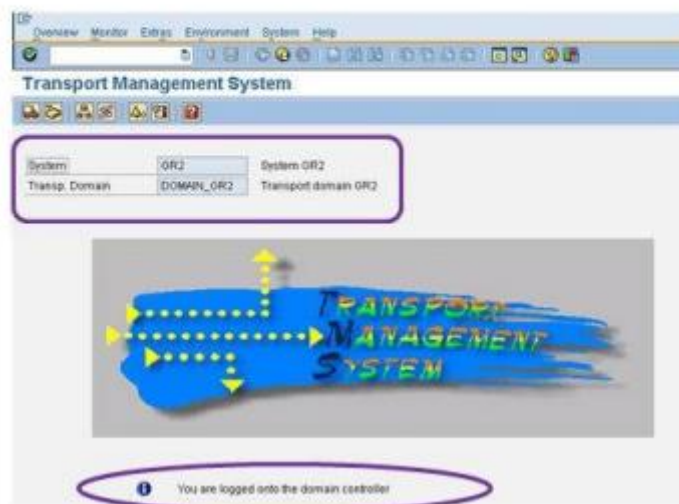 Overview Monitor Extras Environment System Help
Transport Management System
System GR2 System GR2
Transp. Domain DOMAIN_GR2 Transport domain GR2
TRANSPORT
MANAGEMENT
SYSTEM
You are logged onto the domain controller